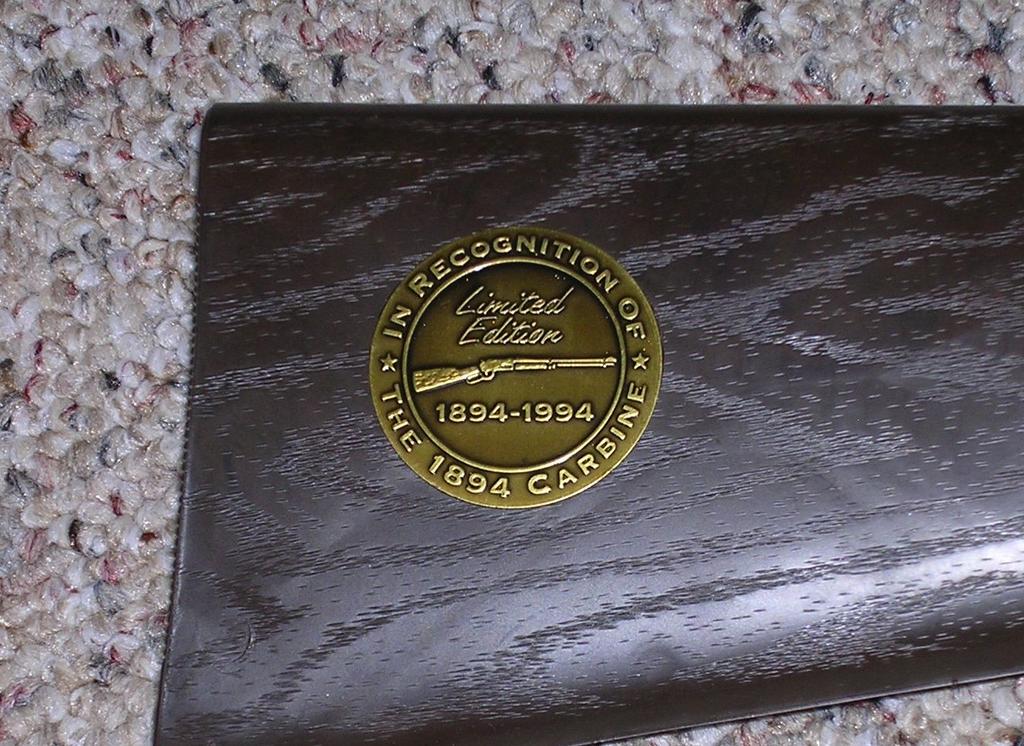 IN RECOGNITION OF
Limited
Edition
1894-1994
THE 1894 CARBINE